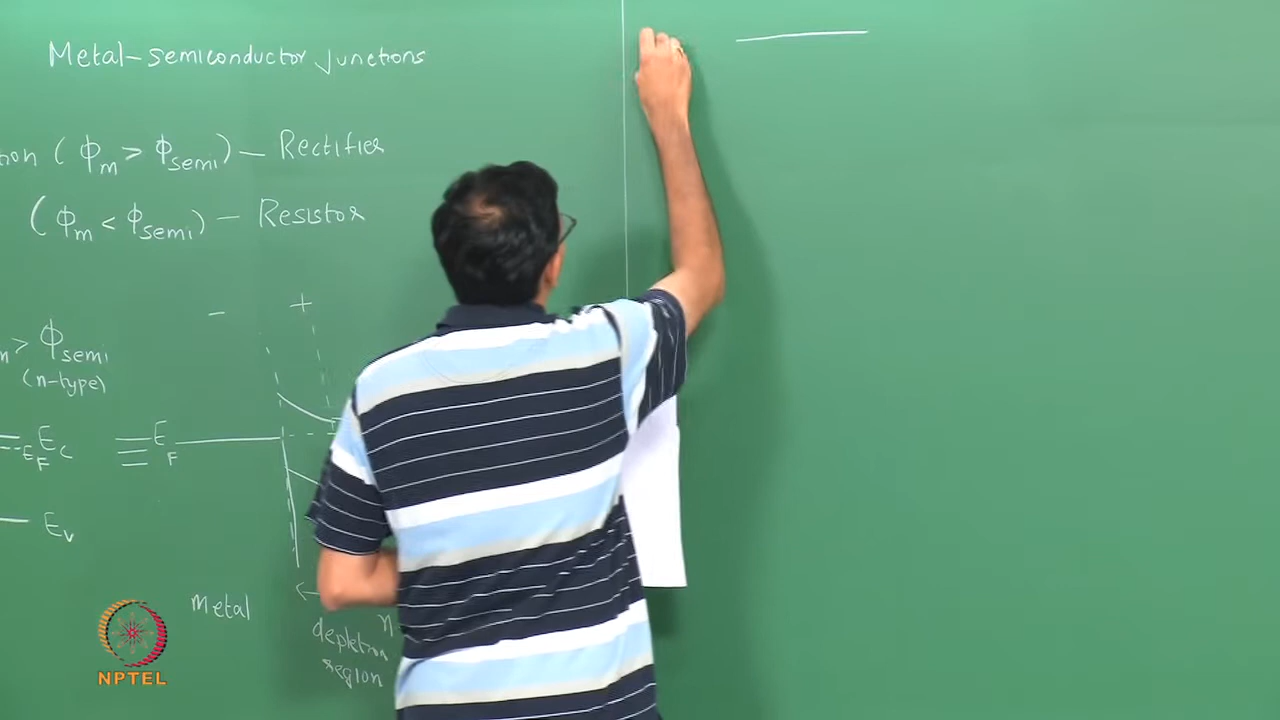 Metal-semiconductor junctions
tion (ϕm > ϕsemi) – Rectifier
(ϕm < ϕsemi) – Resistor
– +
m > ϕsemi
(n-type)
EC
EF
EF
Ev
Metal
n
depletion
region
NPTEL